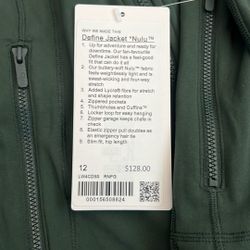 WHY WE MADE THIS
Define Jacket *Nulu™
1 Up for adventure and ready for
downtime. Our fan-favourite
Define Jacket has a feel-good
fit that can do it all
2 Our buttery-soft Nulu™ fabric
feels weightlessly light and is
sweat-wicking and four-way
stretch
3 Added Lycra® fibre for stretch
and shape retention
4 Zippered pockets
5 Thumbholes and Cuffins™
6 Locker loop for easy hanging
7 Zipper garage keeps chafe in
check
8 Elastic zipper pull doubles as
an emergency hair tie
9 Slim fit, hip length
12
$128.00